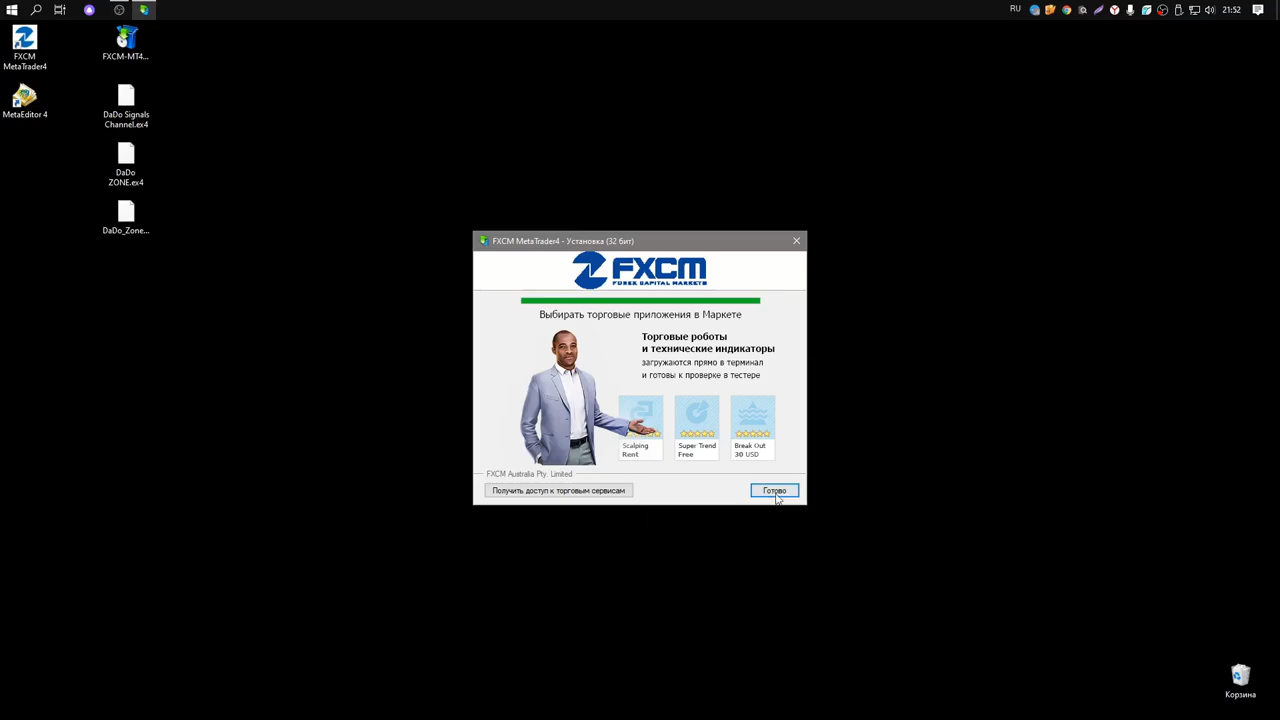 RU
21:52
FXCM
MetaTrader4
MetaEditor 4
FXCM-MT4...
DaDo Signals
Channel.ex4
DaDo
ZONE.ex4
DaDo_Zone...
FXCM MetaTrader4 - Установка (32 бит)
FXCM
FOREX CAPITAL MARKETS
Выбирать торговые приложения в Маркете
Торговые роботы
и технические индикаторы
загружаются прямо в терминал
и готовы к проверке в тестере
Scalping
Rent
Super Trend
Free
Break Out
30 USD
FXCM Australia Pty. Limited
Получить доступ к торговым сервисам
Готово
Корзина